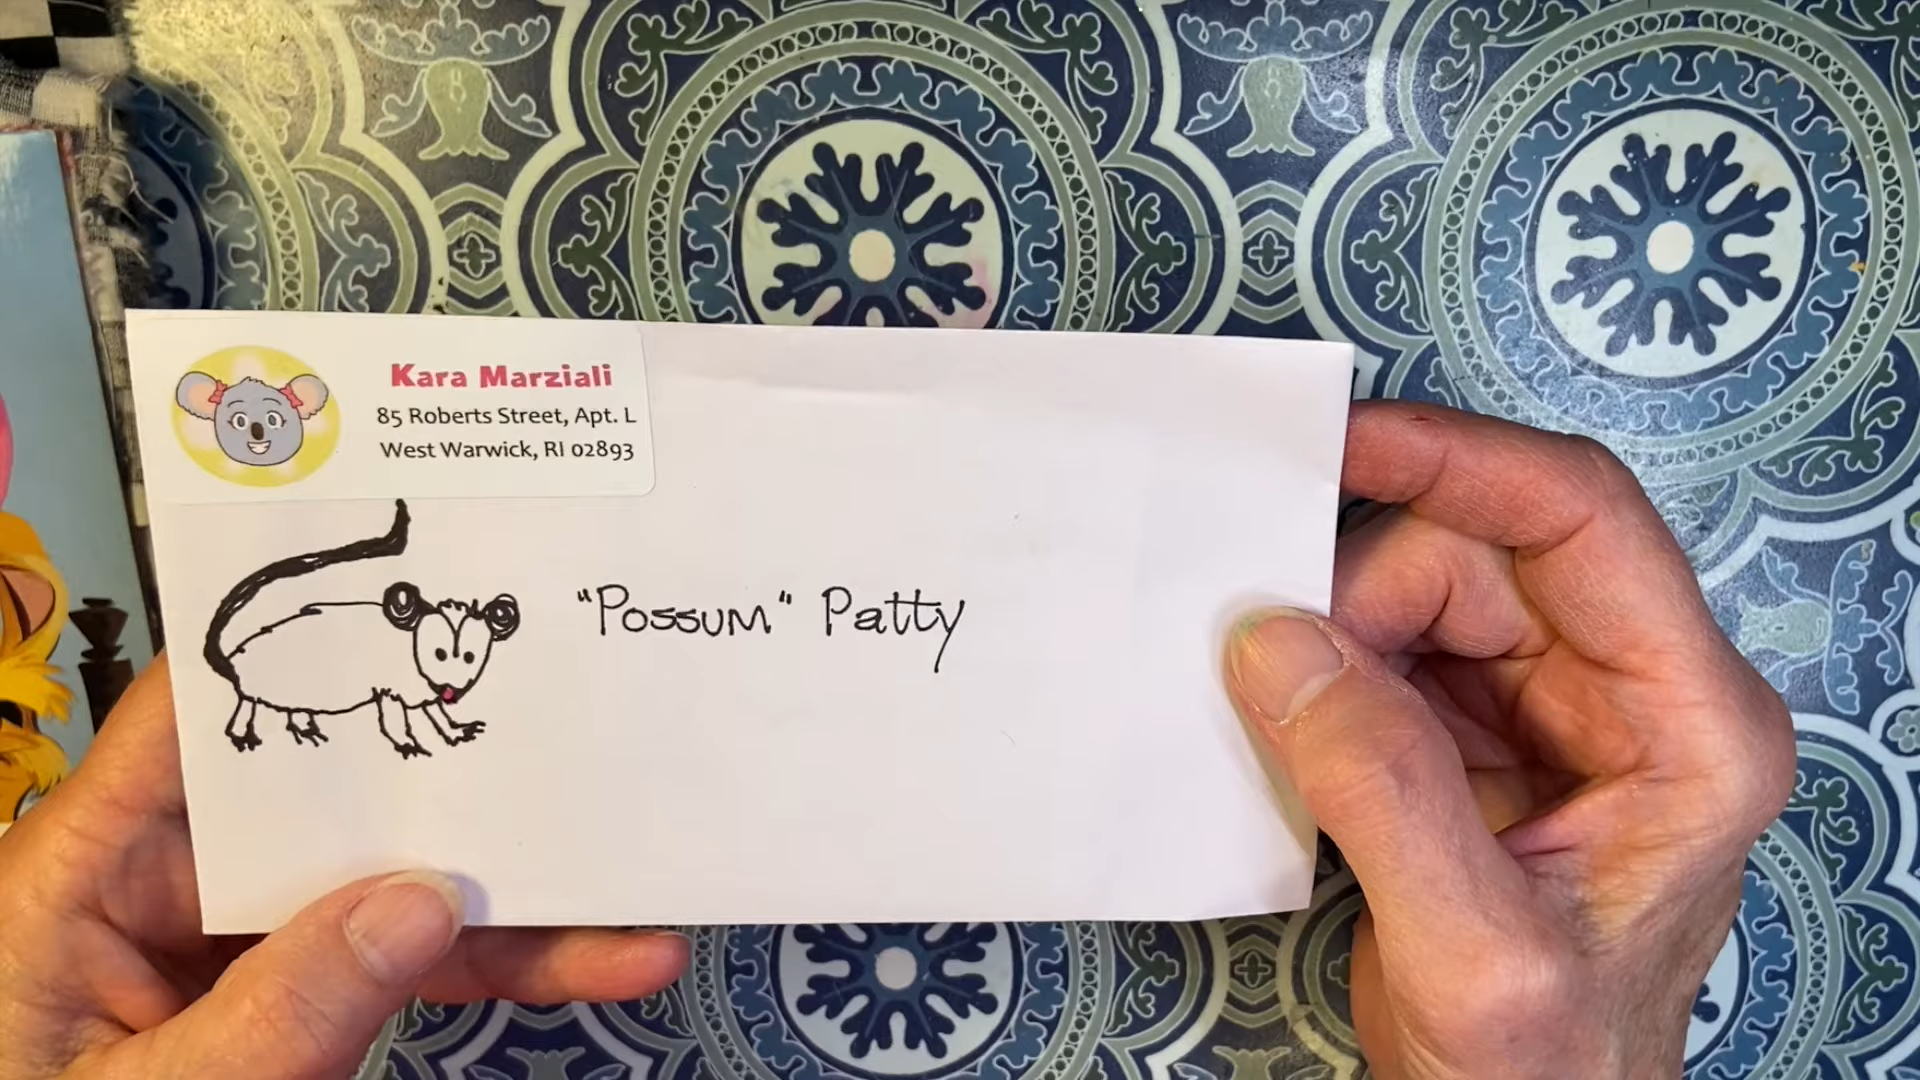 Kara Marziali
85 Roberts Street, Apt. L
West Warwick, RI 02893
"Possum" Patty